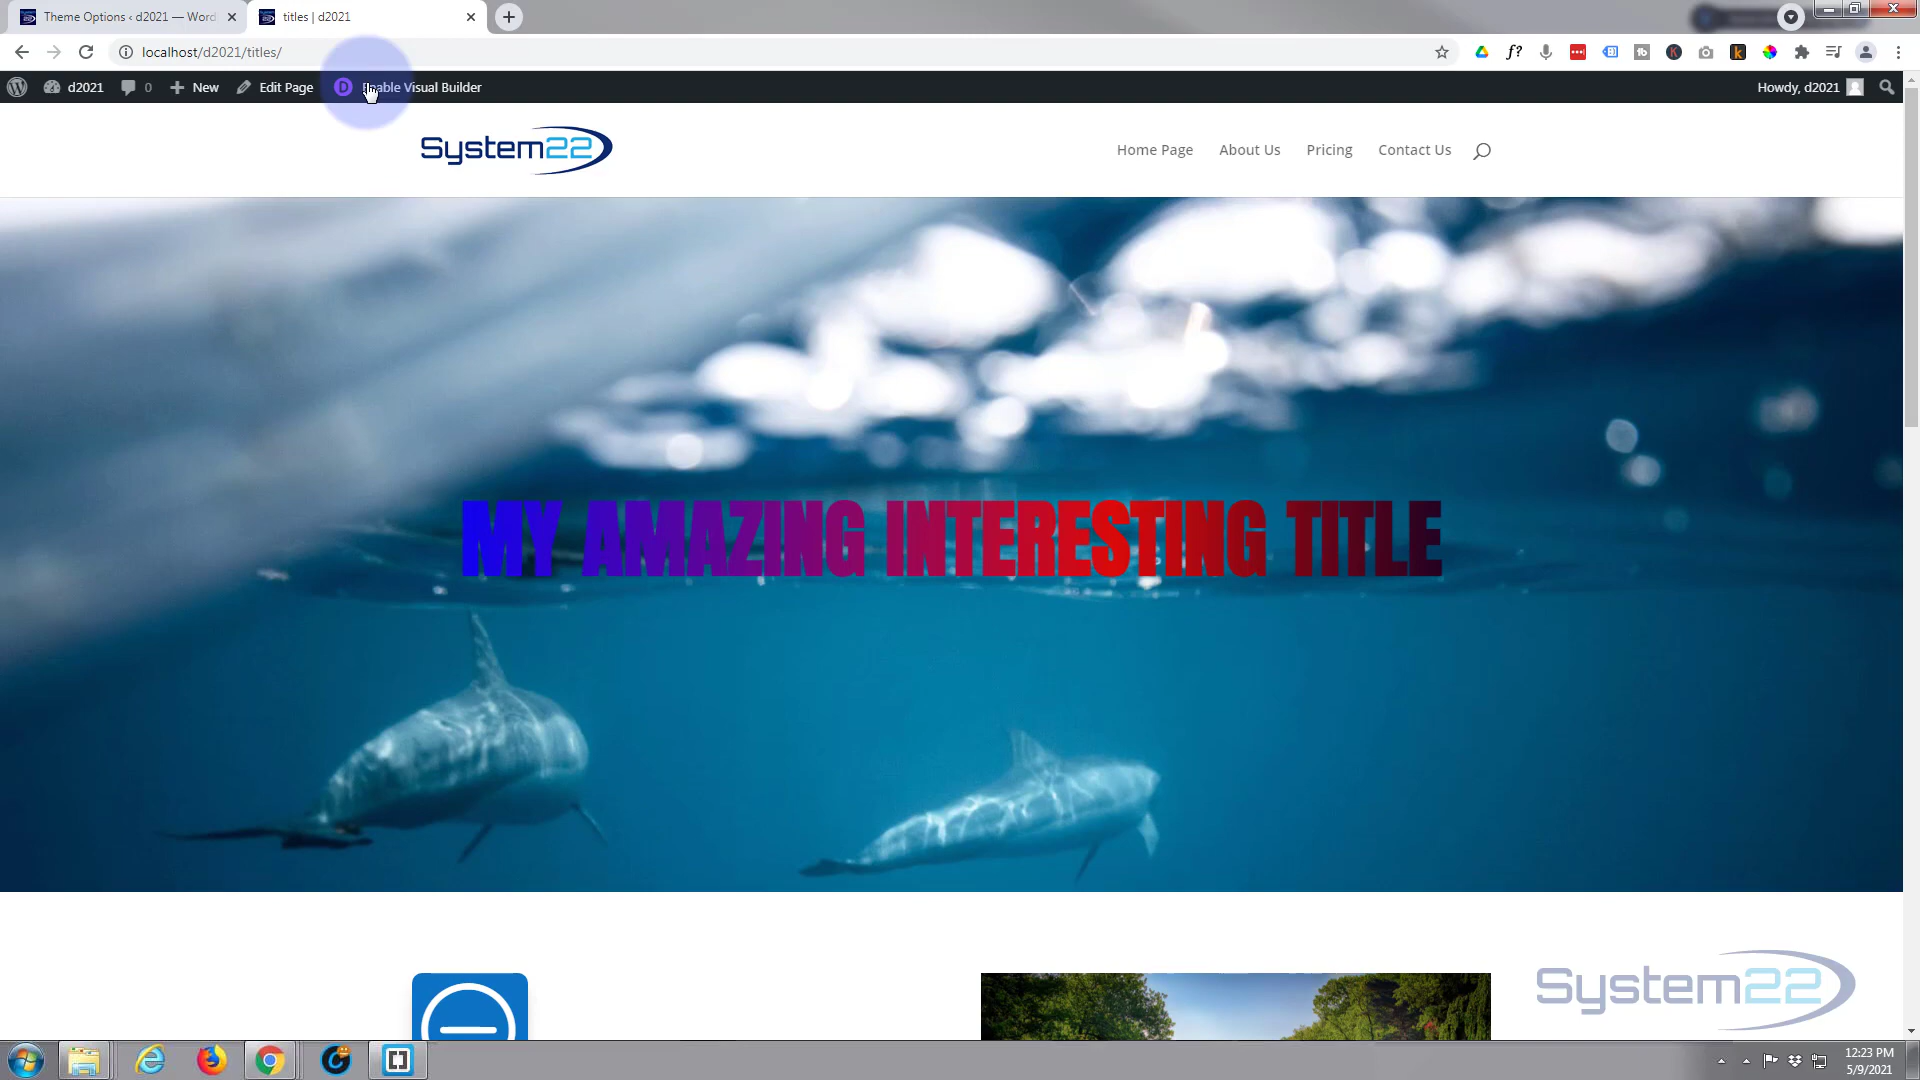 Theme Options ‹ d2021 — Word
titles | d2021
localhost/d2021/titles/
d2021
0
New
Edit Page
Enable Visual Builder
Howdy, d2021
System22
Home Page
About Us
Pricing
Contact Us
MY AMAZING INTERESTING TITLE
System22
12:23 PM
5/9/2021